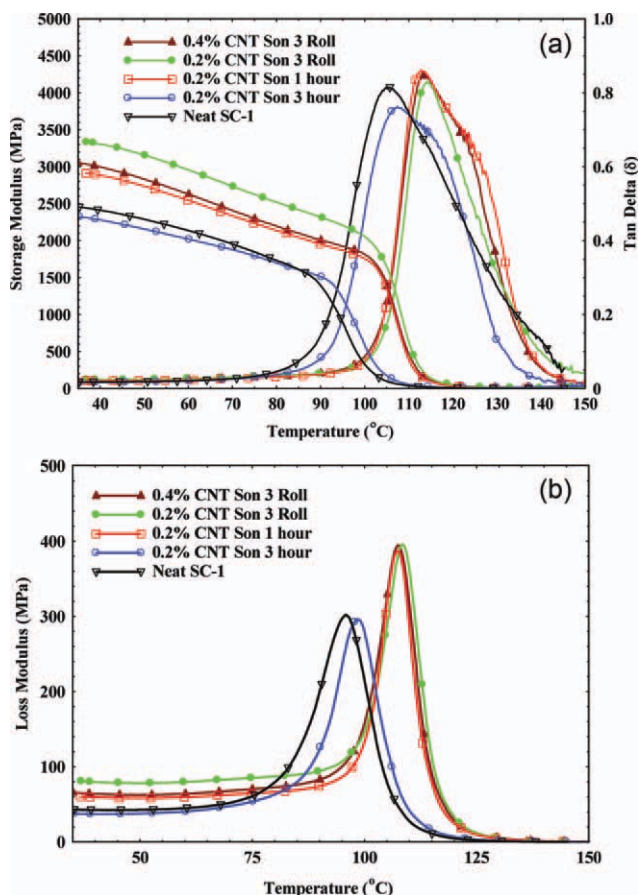 (a)
0.4% CNT Son 3 Roll
0.2% CNT Son 3 Roll
0.2% CNT Son 1 hour
0.2% CNT Son 3 hour
Neat SC-1
5000
4500
4000
3500
3000
2500
2000
1500
1000
500
0
Storage Modulus (MPa)
1.0
0.8
0.6
0.4
0.2
0
Tan Delta (δ)
40 50 60 70 80 90 100 110 120 130 140 150
Temperature (°C)
(b)
0.4% CNT Son 3 Roll
0.2% CNT Son 3 Roll
0.2% CNT Son 1 hour
0.2% CNT Son 3 hour
Neat SC-1
500
400
300
200
100
0
Loss Modulus (MPa)
50 75 100 125 150
Temperature (°C)